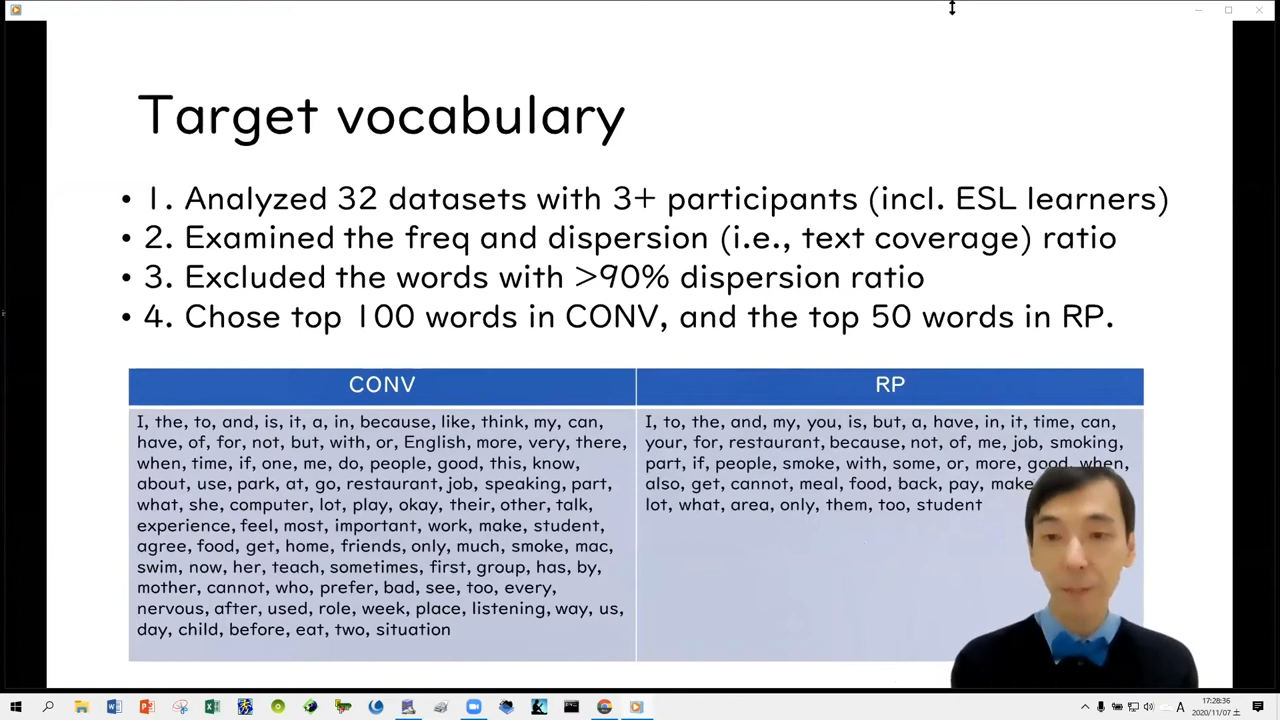 Target vocabulary
• 1. Analyzed 32 datasets with 3+ participants (incl. ESL learners)
• 2. Examined the freq and dispersion (i.e., text coverage) ratio
• 3. Excluded the words with >90% dispersion ratio
• 4. Chose top 100 words in CONV, and the top 50 words in RP.
CONV
I, the, to, and, is, it, a, in, because, like, think, my, can,
have, of, for, not, but, with, or, English, more, very, there,
when, time, if, one, me, do, people, good, this, know,
about, use, park, at, go, restaurant, job, speaking, part,
what, she, computer, lot, play, okay, their, other, talk,
experience, feel, most, important, work, make, student,
agree, food, get, home, friends, only, much, smoke, mac,
swim, now, her, teach, sometimes, first, group, has, by,
mother, cannot, who, prefer, bad, see, too, every,
nervous, after, used, role, week, place, listening, way, us,
day, child, before, eat, two, situation
RP
I, to, the, and, my, you, is, but, a, have, in, it, time, can,
your, for, restaurant, because, not, of, me, job, smoking,
part, if, people, smoke, with, some, or, more, good, when,
also, get, cannot, meal, food, back, pay, make
lot, what, area, only, them, too, student
A
17:28:36
2020/11/07 土